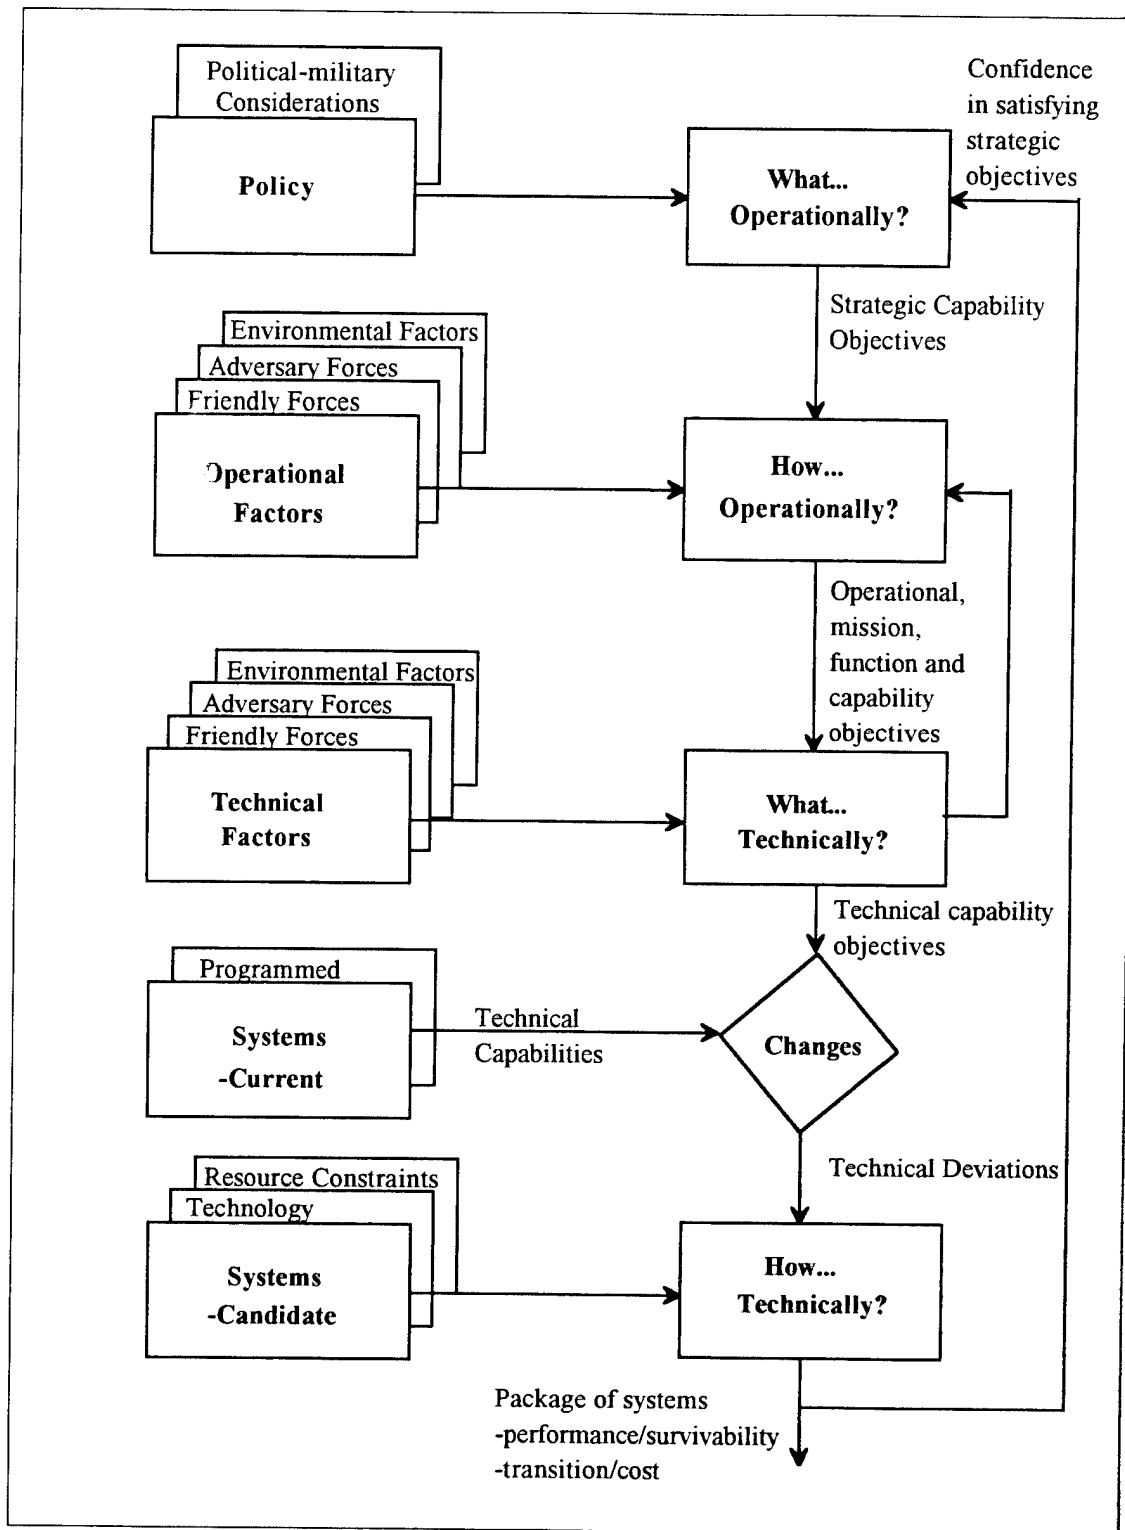 Political-military
Considerations
Policy
What...
Operationally?
Confidence
in satisfying
strategic
objectives
Strategic Capability
Objectives
Environmental Factors
Adversary Forces
Friendly Forces
Operational
Factors
How...
Operationally?
Operational,
mission,
function and
capability
objectives
Environmental Factors
Adversary Forces
Friendly Forces
Technical
Factors
What...
Technically?
Technical capability
objectives
Programmed
Systems
-Current
Technical
Capabilities
Changes
Technical Deviations
Resource Constraints
Technology
Systems
-Candidate
How...
Technically?
Package of systems
-performance/survivability
-transition/cost